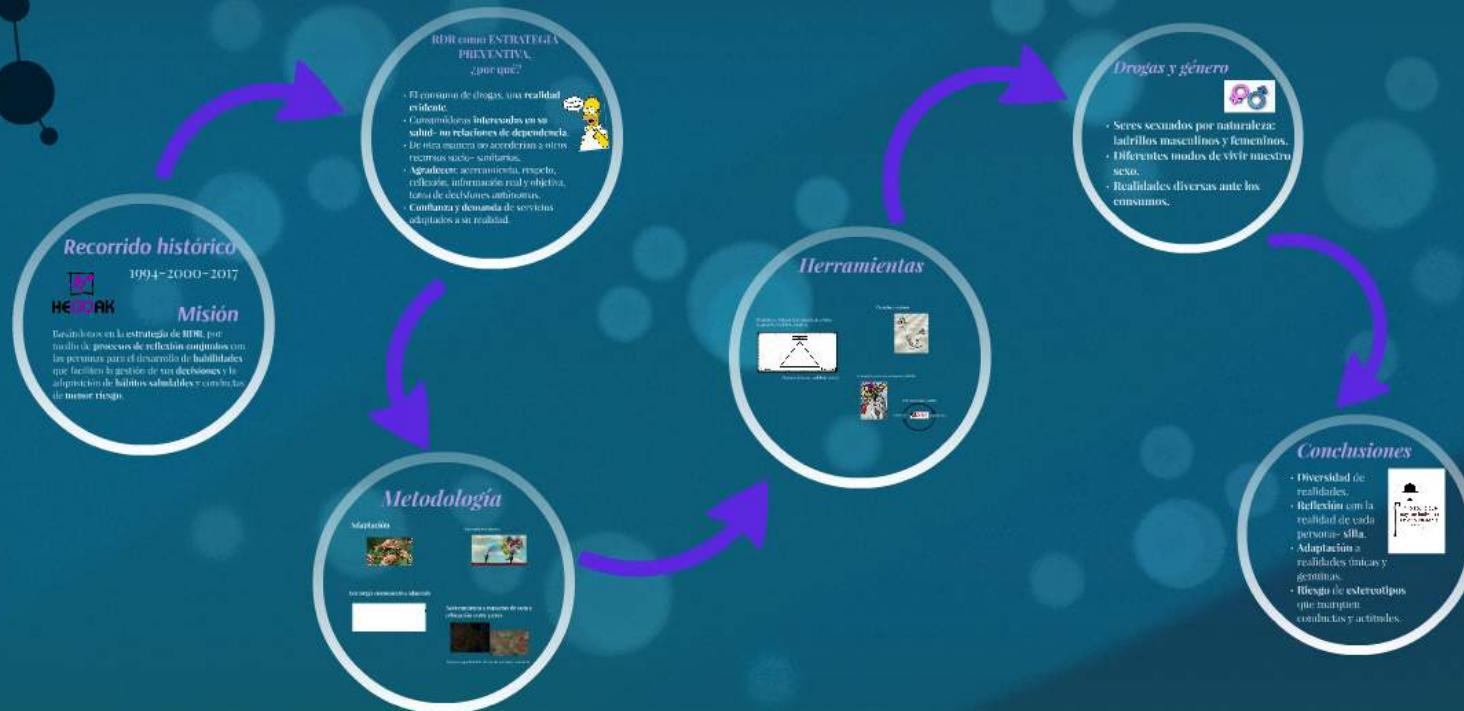 Recorrido histórico
1994-2000-2017
HEGOAK
Misión
Basándonos en la estrategia de RDR, por
medio de procesos de reflexión conjuntos con
las personas para el desarrollo de habilidades
que faciliten la gestión de sus decisiones y la
adquisición de hábitos saludables y conductas
de menor riesgo.
RDR como ESTRATEGIA
PREVENTIVA,
¿por qué?
· El consumo de drogas, una realidad
evidente.
· Consumidoras interesadas en su
salud- no relaciones de dependencia.
· De otra manera no accederían a otros
recursos socio- sanitarios.
· Agradecen: acercamiento, respeto,
reflexión, información real y objetiva,
toma de decisiones autónomas.
· Confianza y demanda de servicios
adaptados a su realidad.
Metodología
Adaptación
Herramientas
Drogas y género
· Seres sexuados por naturaleza:
ladrillos masculinos y femeninos.
· Diferentes modos de vivir nuestro
sexo.
· Realidades diversas ante los
consumos.
Conclusiones
· Diversidad de
realidades.
· Reflexión con la
realidad de cada
persona- silla.
· Adaptación a
realidades únicas y
genuinas.
· Riesgo de estereotipos
que marquen
conductas y actitudes.